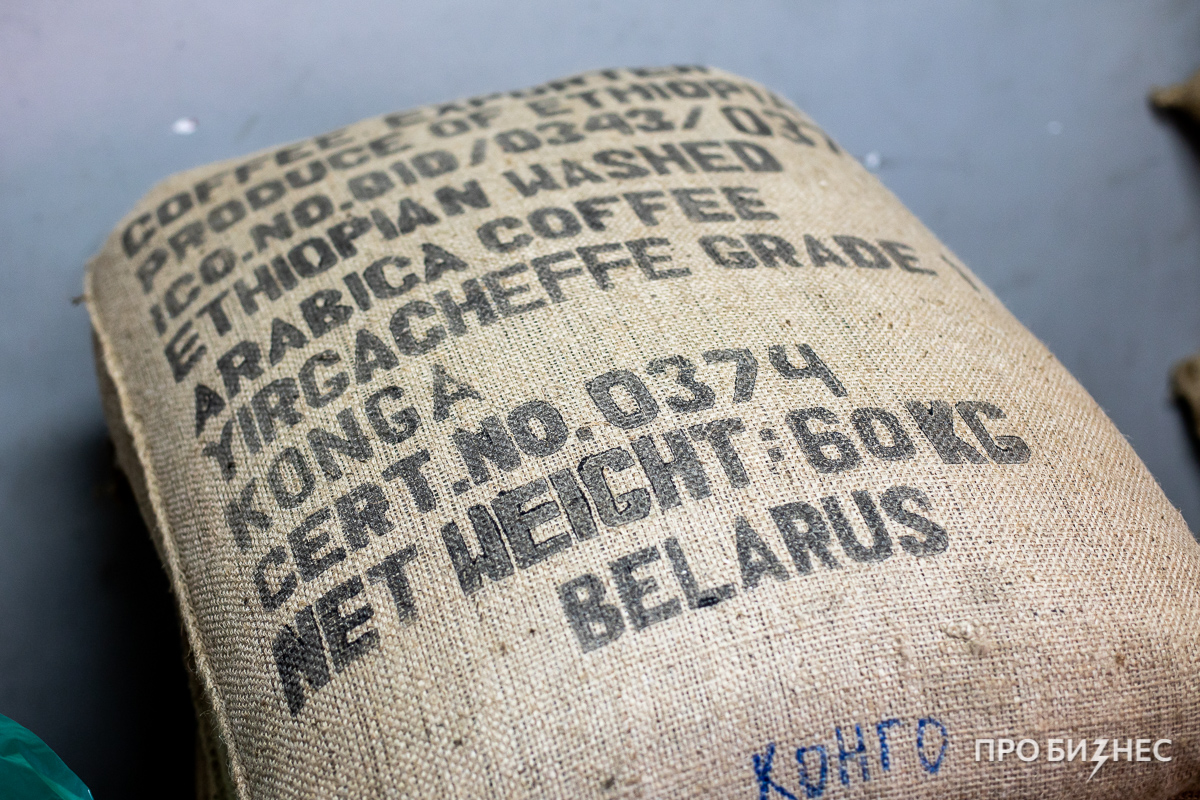 COFFEE EXPORTER
PRODUCE OF ETHIOPIA
ICO.NO.010/0343/037
ETHIOPIAN WASHED
ARABICA COFFEE
YIRGACHEFFE GRADE
KONGA
CERT.NO.0374
NET WEIGHT:60KG
BELARUS
КОНГО
ПРО БИЗНЕС